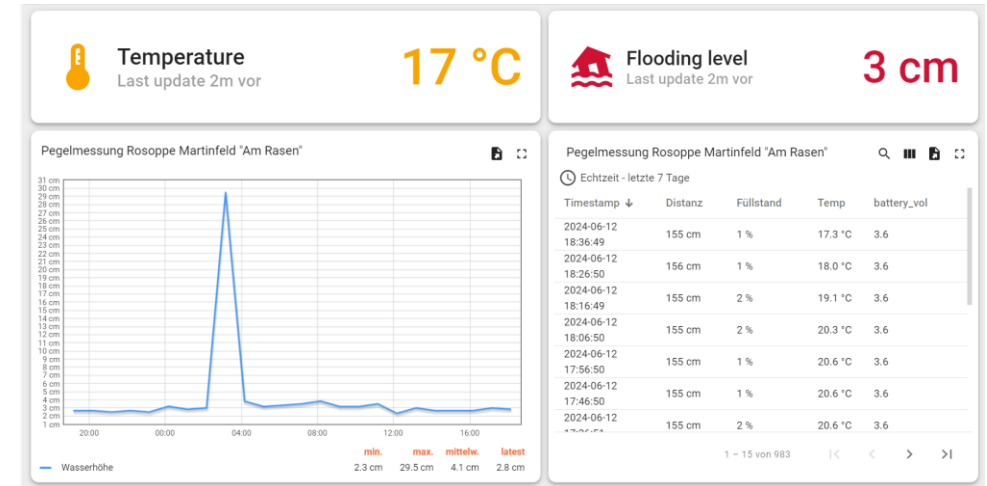 Temperature
Last update 2m vor
17 °C
Flooding level
Last update 2m vor
3 cm
Pegelmessung Rosoppe Martinfeld "Am Rasen"
31 cm
30 cm
29 cm
28 cm
27 cm
26 cm
25 cm
24 cm
23 cm
22 cm
21 cm
20 cm
19 cm
18 cm
17 cm
16 cm
15 cm
14 cm
13 cm
12 cm
11 cm
10 cm
9 cm
8 cm
7 cm
6 cm
5 cm
4 cm
3 cm
2 cm
1 cm
20:00 00:00 04:00 08:00 12:00 16:00
min. max. mittelw. latest
Wasserhöhe 2.3 cm 29.5 cm 4.1 cm 2.8 cm
Pegelmessung Rosoppe Martinfeld "Am Rasen"
Echtzeit - letzte 7 Tage
Timestamp Distanz Füllstand Temp battery_vol
2024-06-12
18:36:49 155 cm 1 % 17.3 °C 3.6
2024-06-12
18:26:50 156 cm 1 % 18.0 °C 3.6
2024-06-12
18:16:49 155 cm 2 % 19.1 °C 3.6
2024-06-12
18:06:50 155 cm 2 % 20.3 °C 3.6
2024-06-12
17:56:50 155 cm 1 % 20.6 °C 3.6
2024-06-12
17:46:50 155 cm 1 % 20.6 °C 3.6
2024-06-12
155 cm 2 % 20.6 °C 3.6
1 – 15 von 983